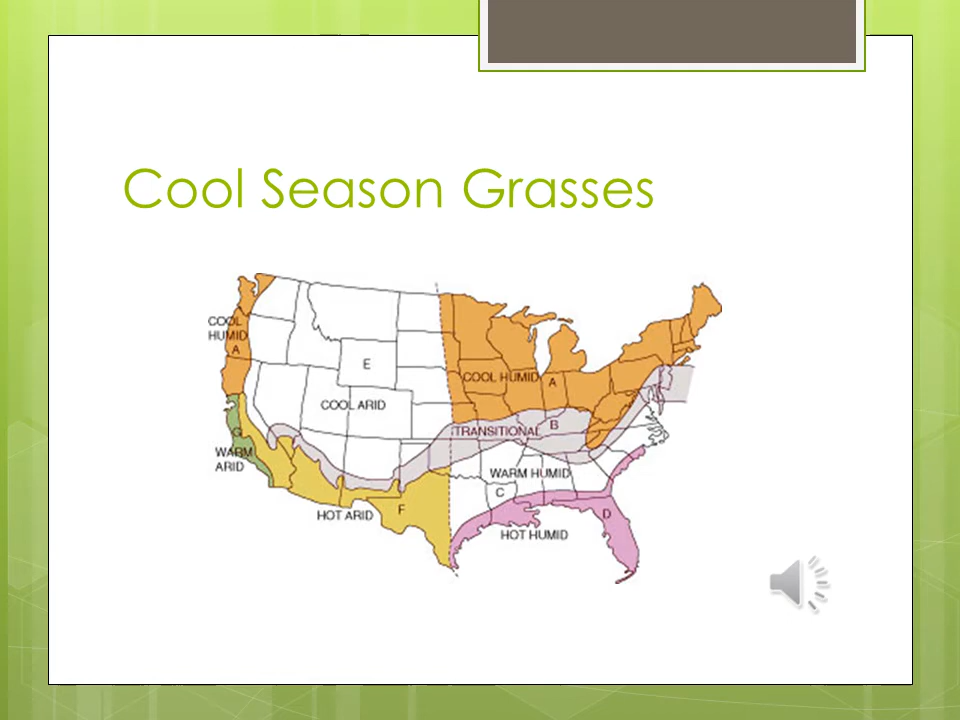 Cool Season Grasses
COOL
HUMID
A
E
COOL HUMID
A
COOL ARID
TRANSITIONAL
B
G
WARM
ARID
WARM HUMID
C
F
D
HOT ARID
HOT HUMID